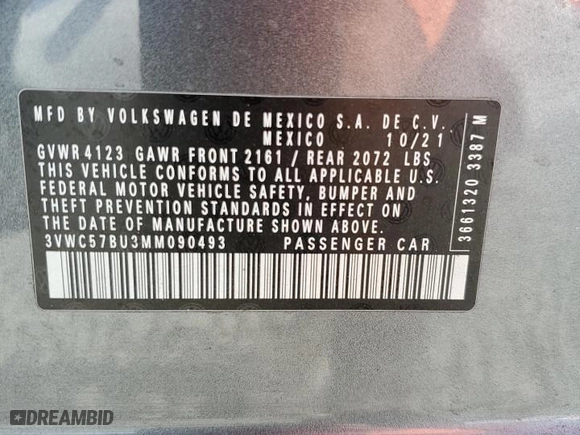 MFD BY VOLKSWAGEN DE MEXICO S.A. DE C.V.
MEXICO 10/21
GVWR 4123 GAWR FRONT 2161 / REAR 2072 LBS
THIS VEHICLE CONFORMS TO ALL APPLICABLE U.S.
FEDERAL MOTOR VEHICLE SAFETY, BUMPER AND
THEFT PREVENTION STANDARDS IN EFFECT ON
THE DATE OF MANUFACTURE SHOWN ABOVE.
3VWC57BU3MM090493 PASSENGER CAR
3661320 3387 M
DREAMBID